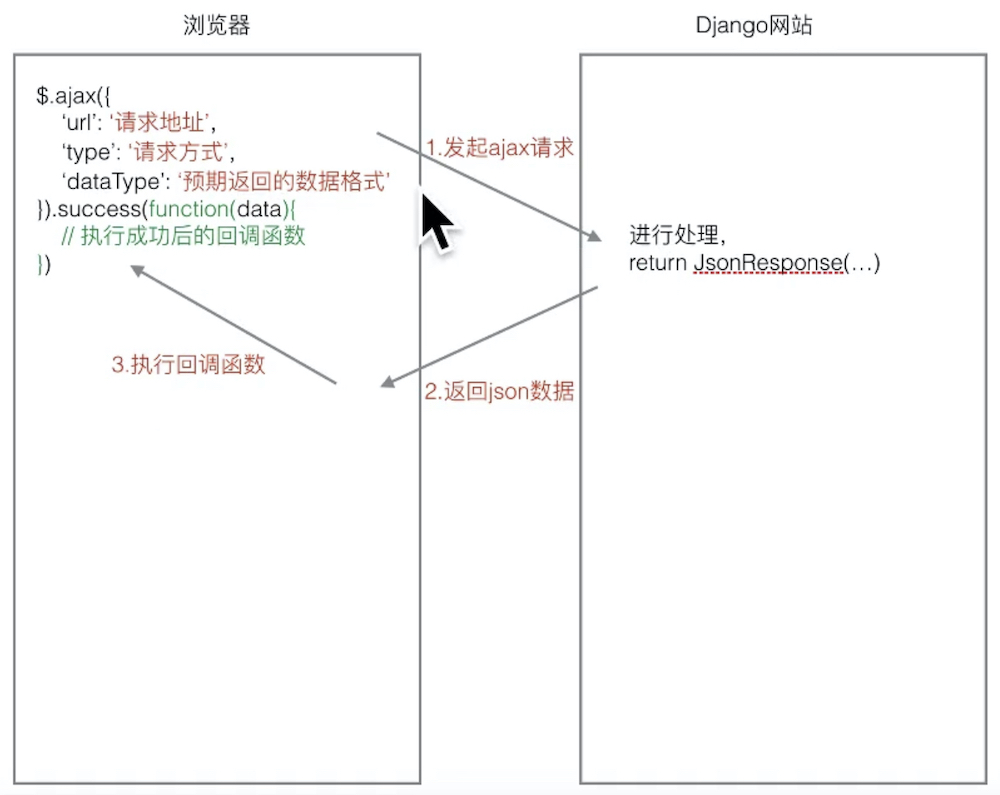 浏览器
Django网站
$.ajax({
‘url’: ‘请求地址’,
‘type’: ‘请求方式’,
‘dataType’: ‘预期返回的数据格式’
}).success(function(data){
// 执行成功后的回调函数
})
1.发起ajax请求
进行处理,
return JsonResponse(…)
2.返回json数据
3.执行回调函数